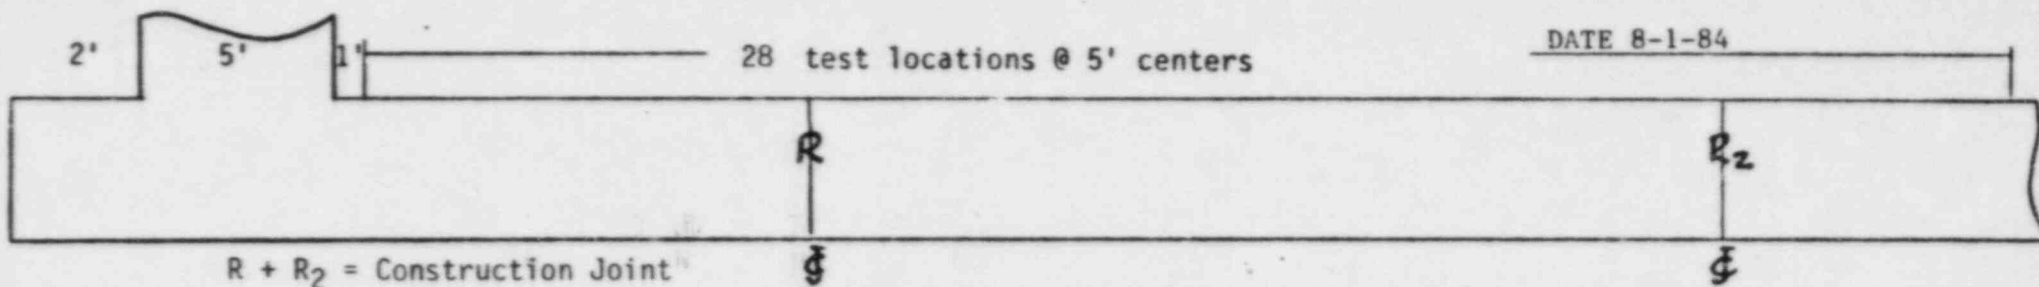 2' 5' 1' 28 test locations @ 5' centers DATE 8-1-84
R R2
R + R2 = Construction Joint ¢ ¢